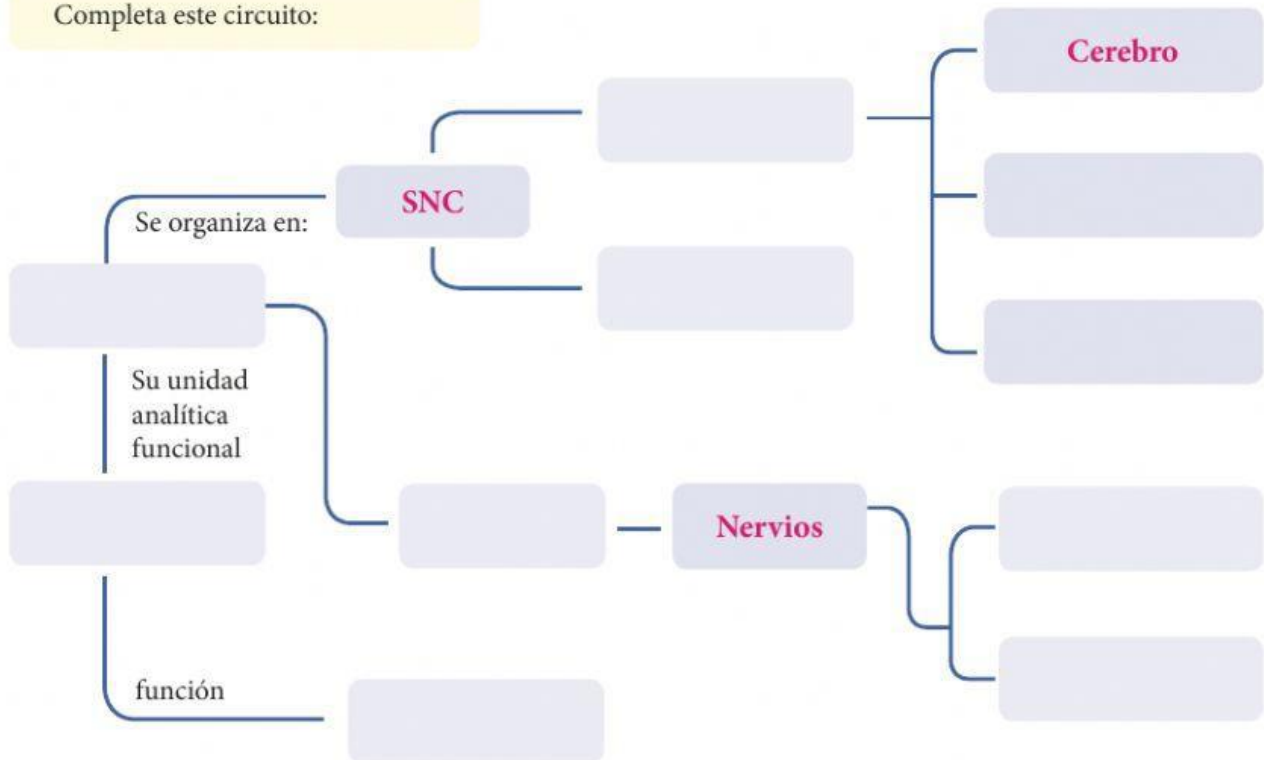 Completa este circuito:
Cerebro
SNC
Se organiza en:
Su unidad
analítica
funcional
Nervios
función